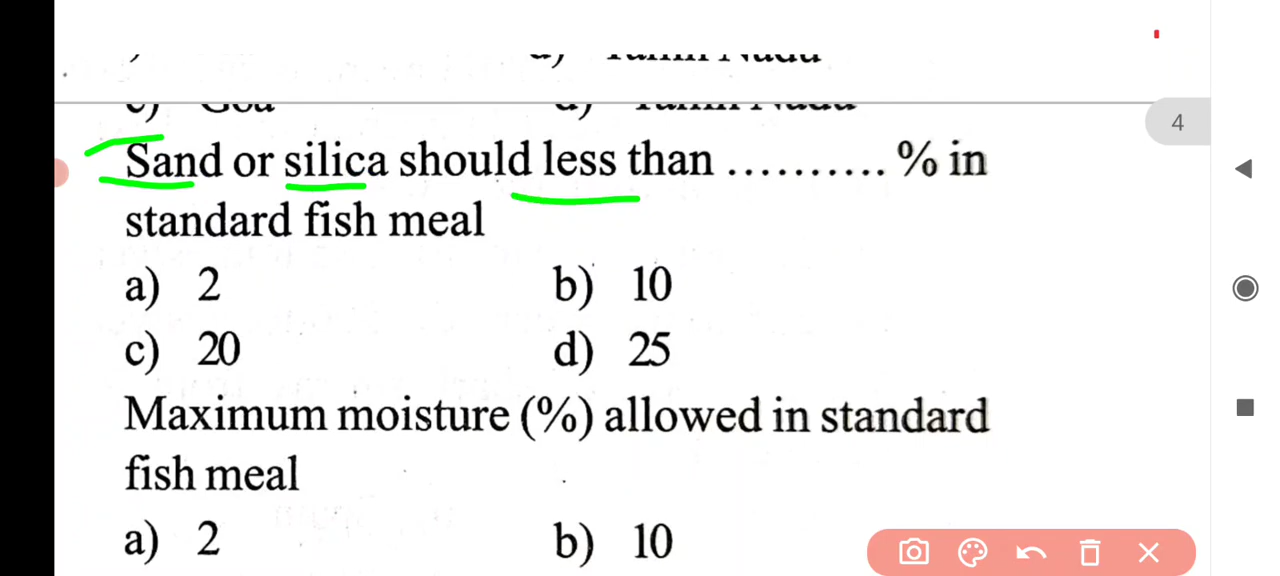 4
Sand or silica should less than .......... % in
standard fish meal
a) 2 b) 10
c) 20 d) 25
Maximum moisture (%) allowed in standard
fish meal
a) 2 b) 10